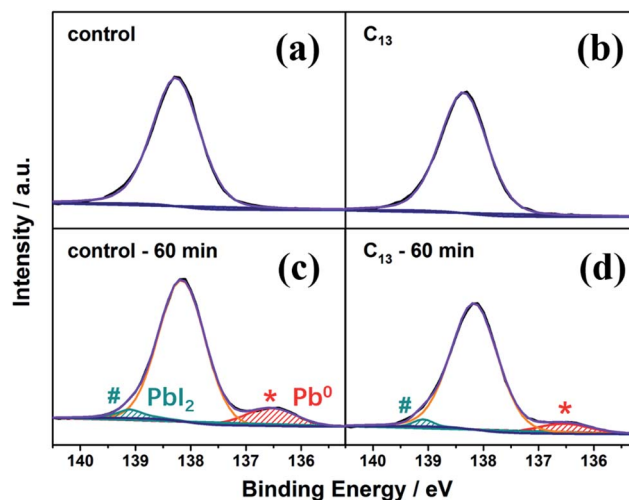 control (a)
C₁₃ (b)
control - 60 min (c)
# PbI₂ * Pb⁰
C₁₃ - 60 min (d)
# *
140 139 138 137 136 140 139 138 137 136
Binding Energy / eV
Intensity / a.u.